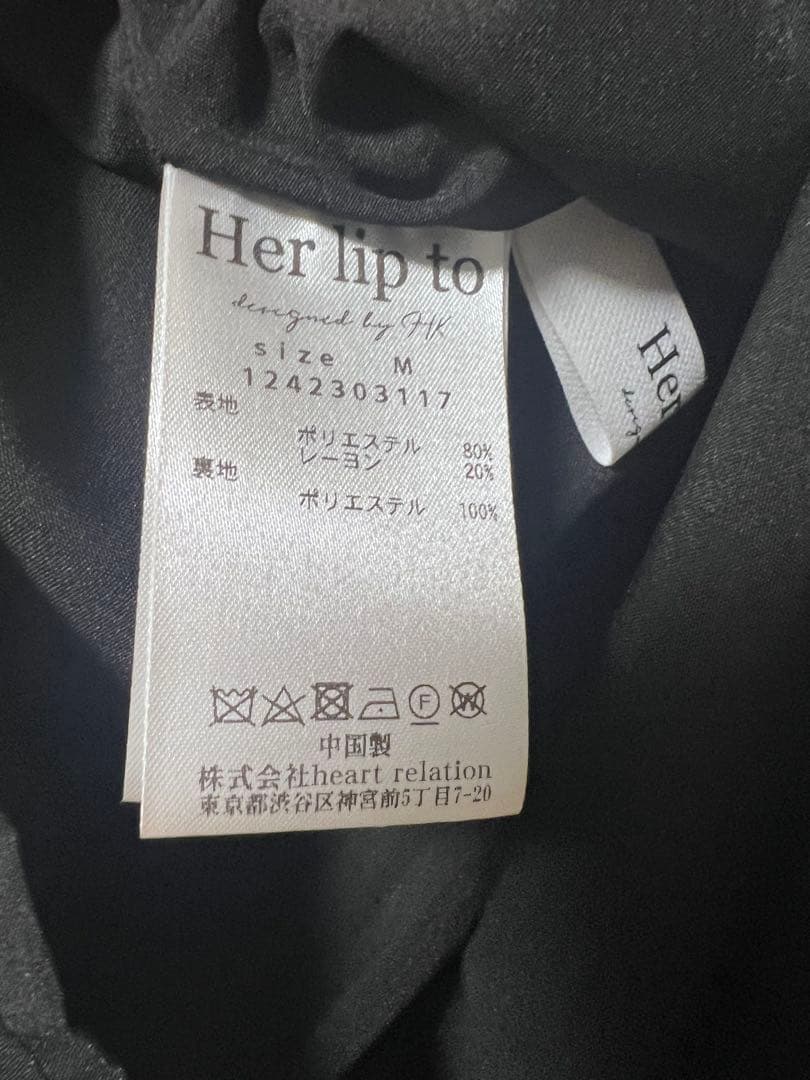 Her lip to
designed by HK
size M
1242303117
表地
ポリエステル 80%
レーヨン 20%
裏地
ポリエステル 100%
中国製
株式会社heart relation
東京都渋谷区神宮前5丁目7-20
Her